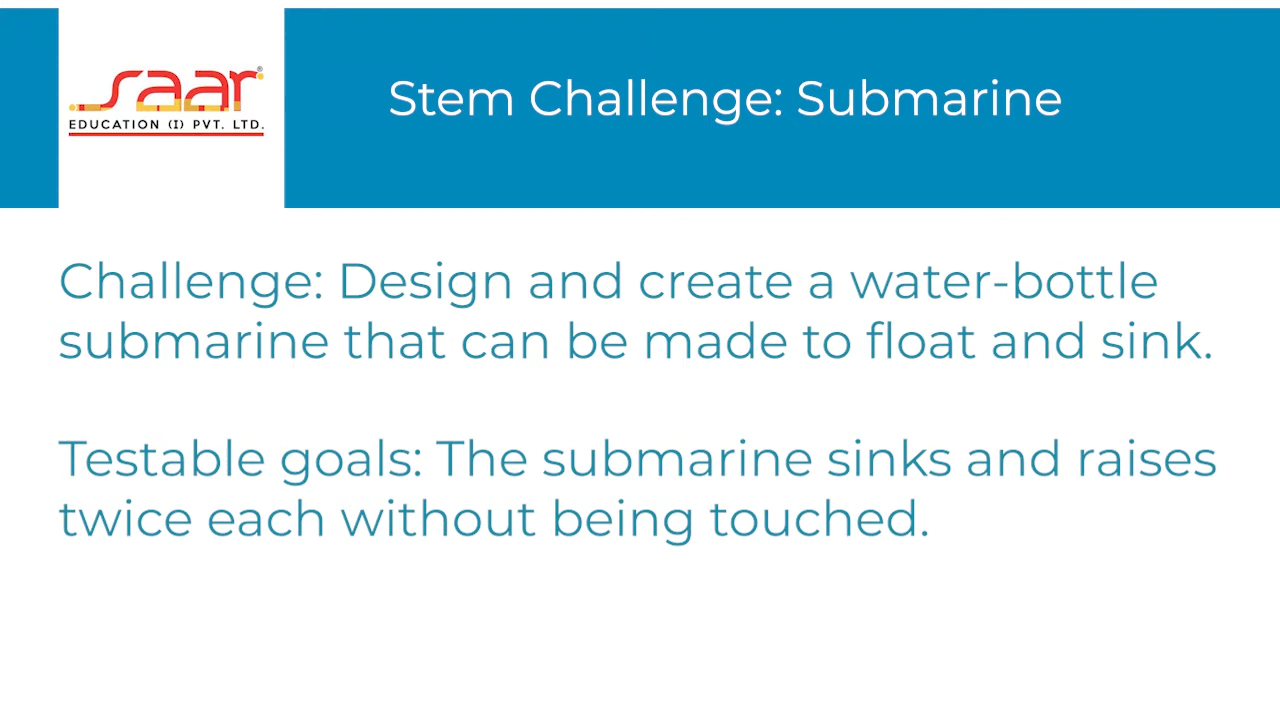 saar®
EDUCATION (I) PVT. LTD.
Stem Challenge: Submarine
Challenge: Design and create a water-bottle
submarine that can be made to float and sink.
Testable goals: The submarine sinks and raises
twice each without being touched.